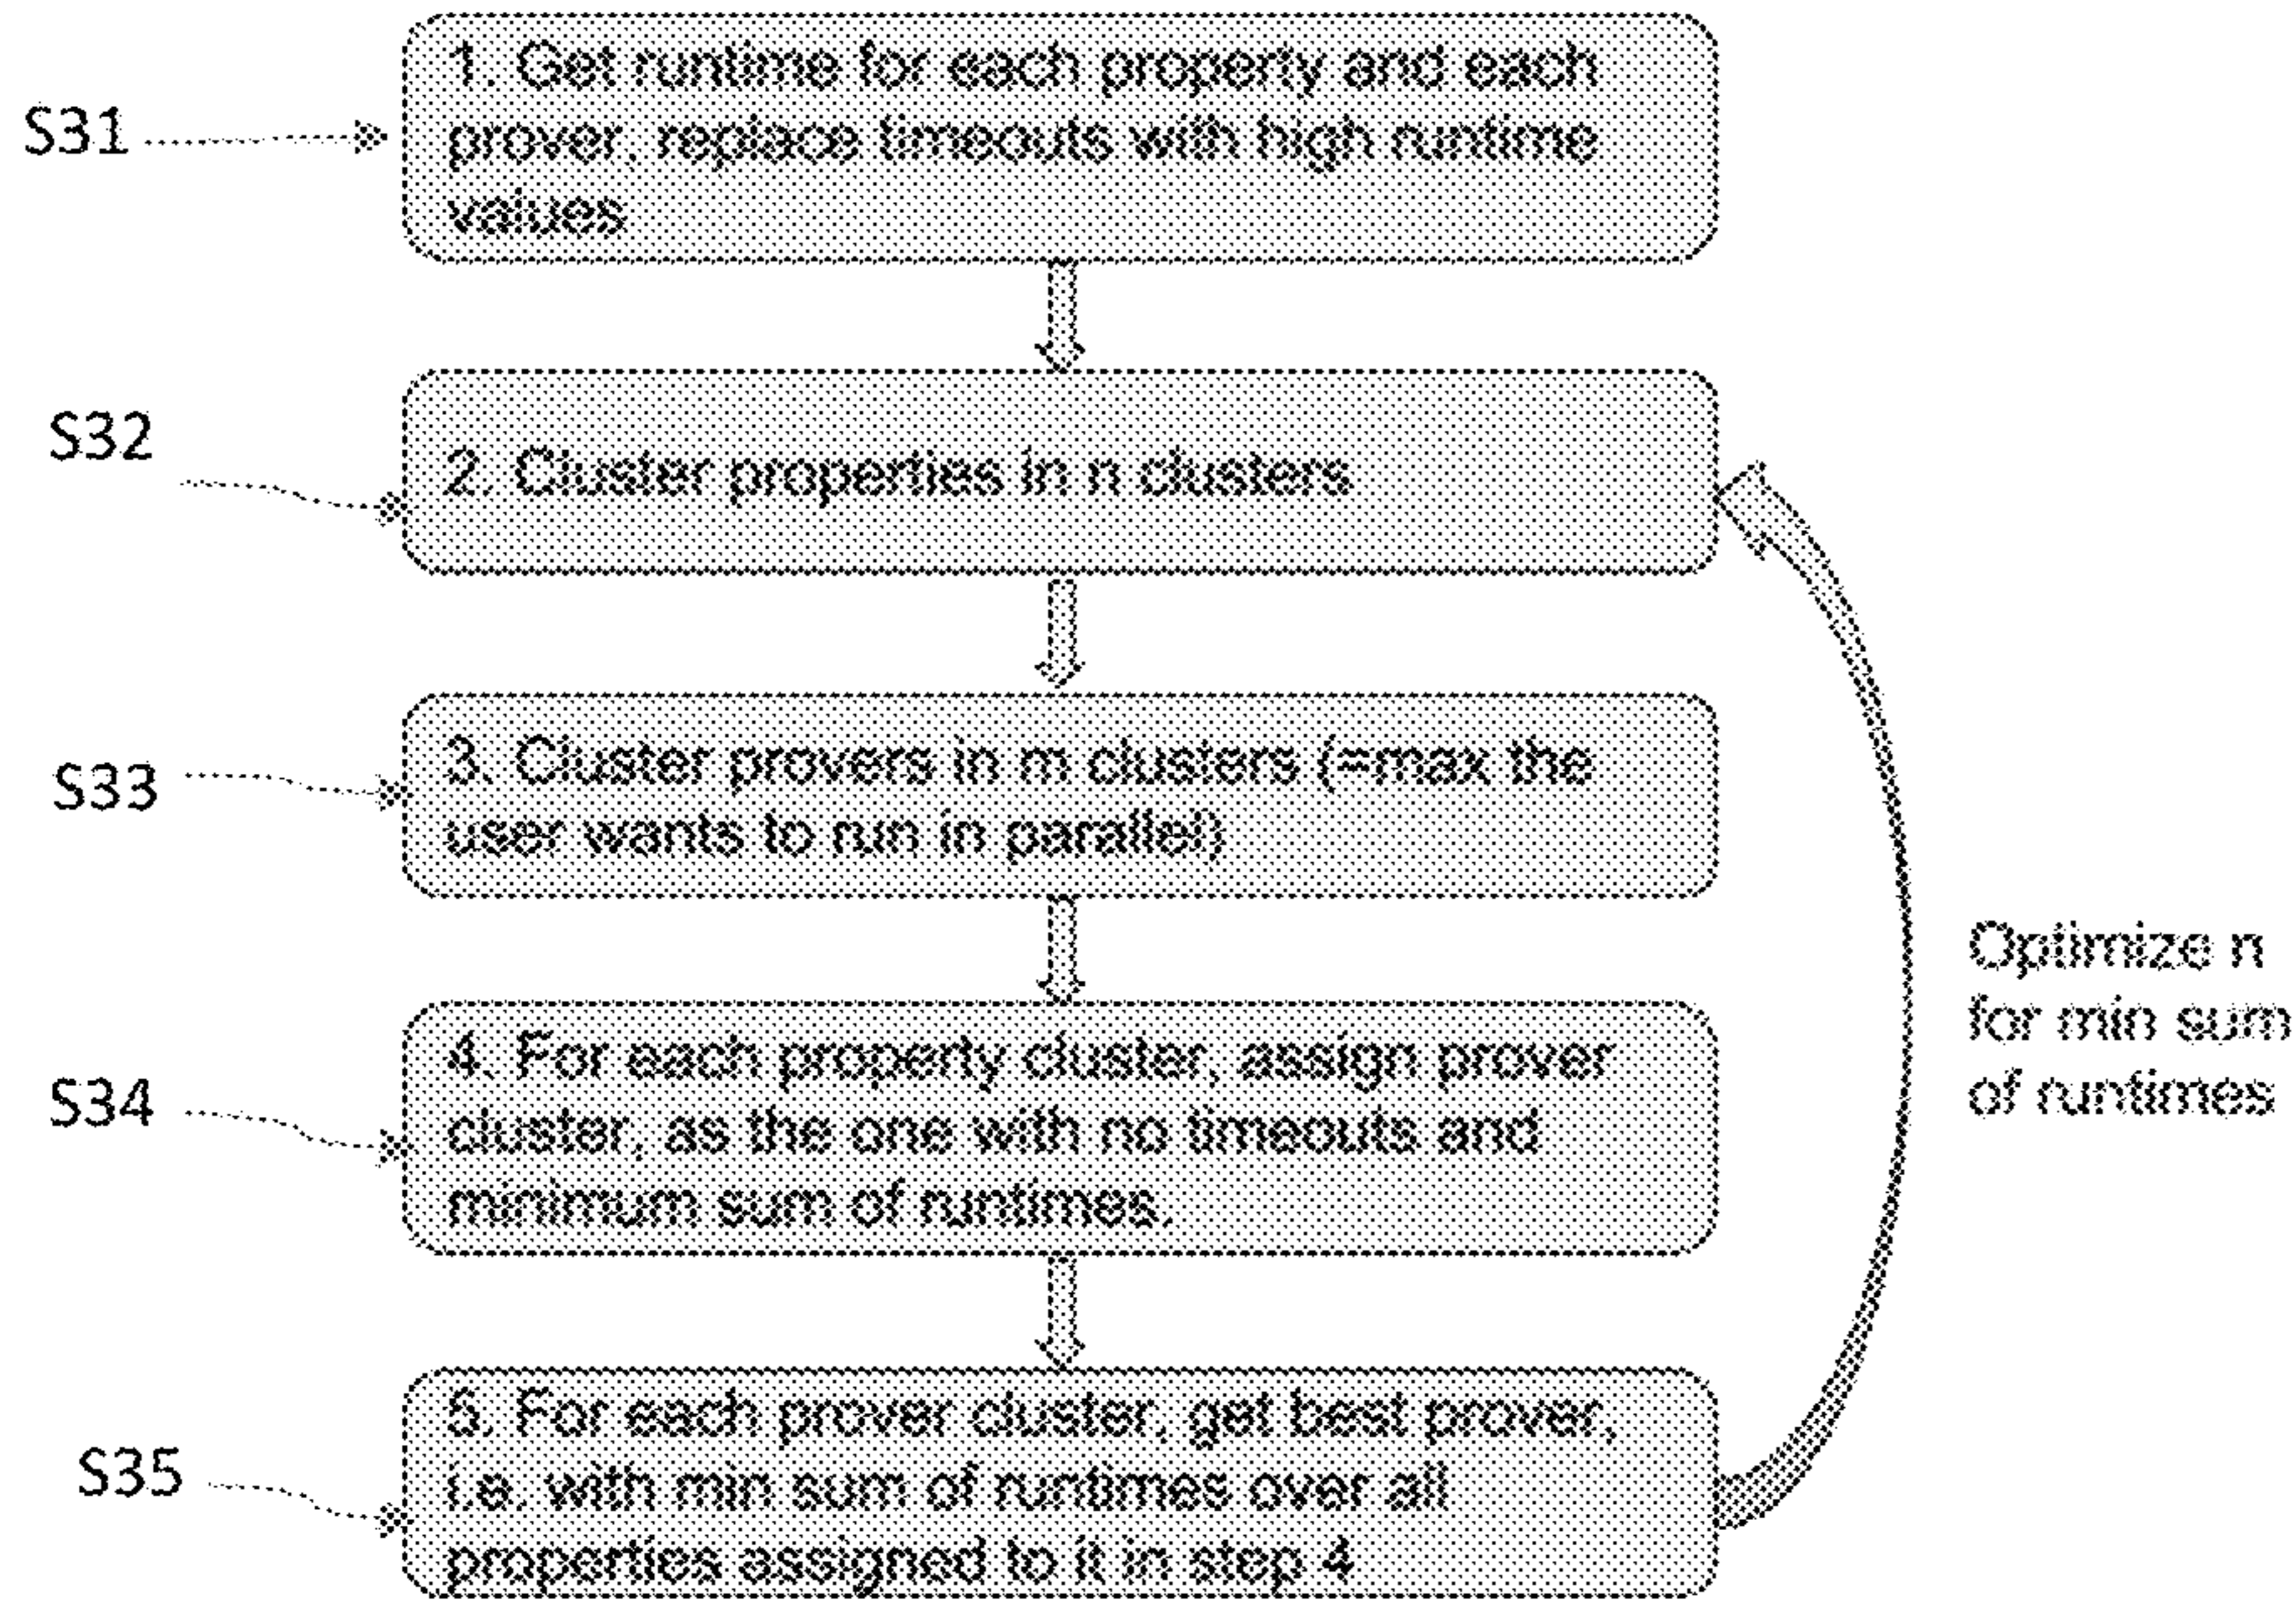 S31
1. Get runtime for each property and each
prover, replace timeouts with high runtime
values
S32
2. Cluster properties in n clusters
S33
3. Cluster provers in m clusters (=max the
user wants to run in parallel)
S34
4. For each property cluster, assign prover
cluster, as the one with no timeouts and
minimum sum of runtimes.
S35
5. For each prover cluster, get best prover,
i.e. with min sum of runtimes over all
properties assigned to it in step 4
Optimize n
for min sum
of runtimes